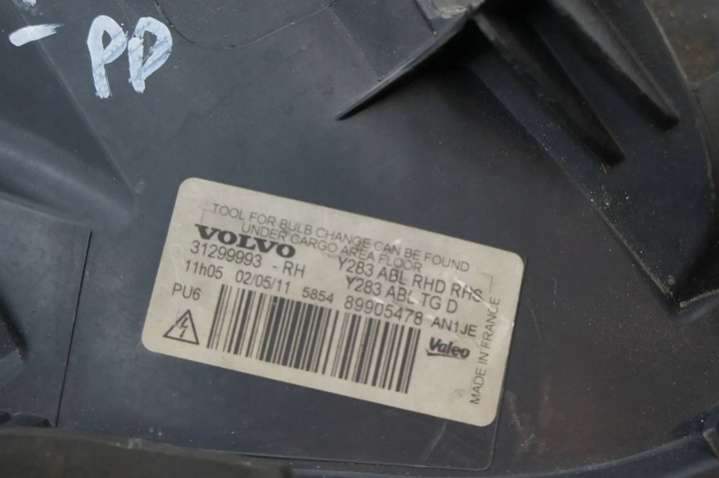 PD
TOOL FOR BULB CHANGE CAN BE FOUND
UNDER CARGO AREA FLOOR
VOLVO
31299993 - RH Y283 ABL RHD RHS
11h05 02/05/11 5854 Y283 ABL TG D
PU6 89905478 AN1JE
Valeo
MADE IN FRANCE